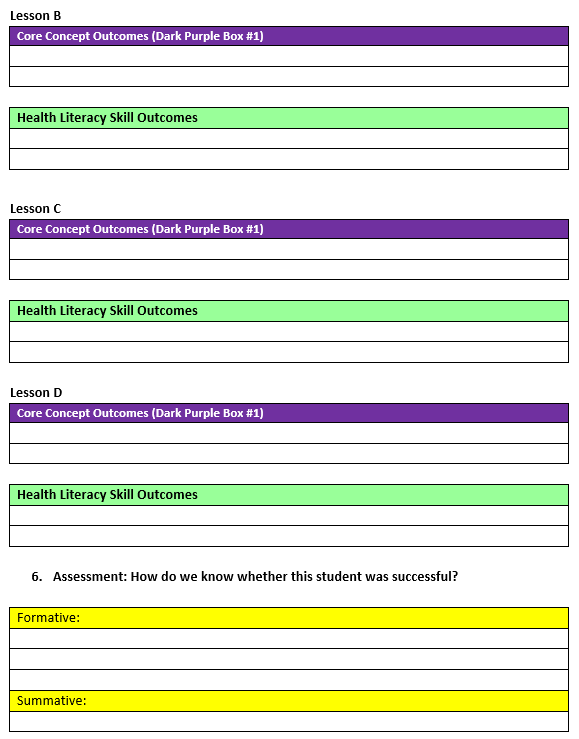 Lesson B
Core Concept Outcomes (Dark Purple Box #1)
Health Literacy Skill Outcomes
Lesson C
Core Concept Outcomes (Dark Purple Box #1)
Health Literacy Skill Outcomes
Lesson D
Core Concept Outcomes (Dark Purple Box #1)
Health Literacy Skill Outcomes
6. Assessment: How do we know whether this student was successful?
Formative:
Summative: